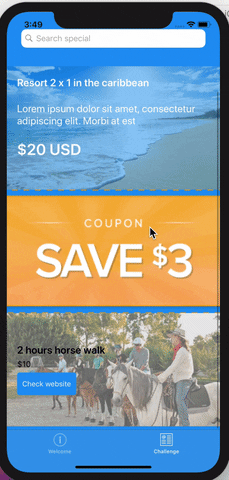 3:49
Search special
Resort 2 x 1 in the caribbean
Lorem ipsum dolor sit amet, consectetur
adipiscing elit. Morbi at est
$20 USD
COUPON
SAVE $3
2 hours horse walk
$10
Check website
Welcome
Challenge